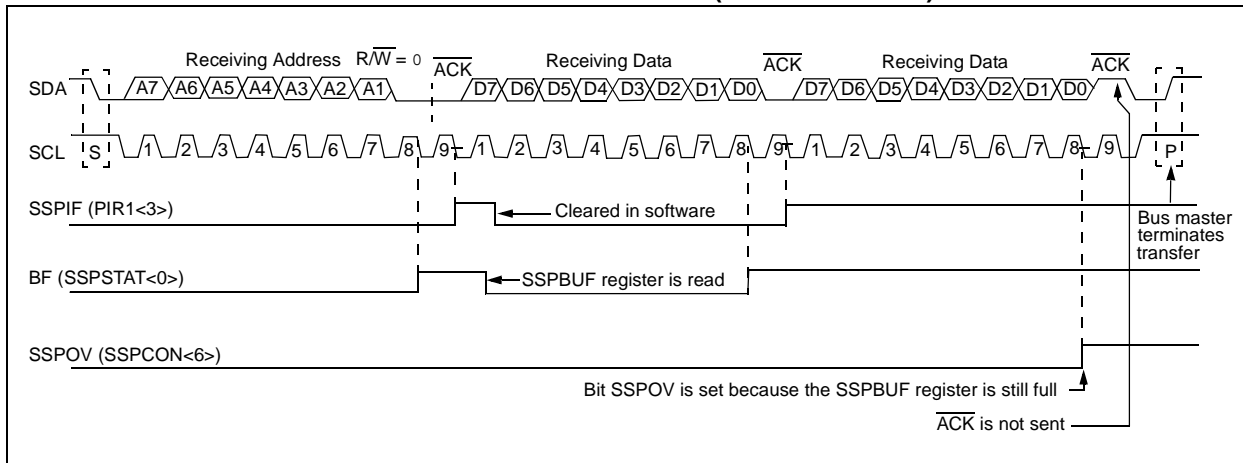 Receiving Address R/W = 0 ACK Receiving Data ACK Receiving Data ACK
SDA A7 A6 A5 A4 A3 A2 A1 D7 D6 D5 D4 D3 D2 D1 D0 D7 D6 D5 D4 D3 D2 D1 D0
SCL S 1 2 3 4 5 6 7 8 9 1 2 3 4 5 6 7 8 9 1 2 3 4 5 6 7 8 9 P
SSPIF (PIR1<3>)
Cleared in software
Bus master
terminates
transfer
BF (SSPSTAT<0>)
SSPBUF register is read
SSPOV (SSPCON<6>)
Bit SSPOV is set because the SSPBUF register is still full
ACK is not sent